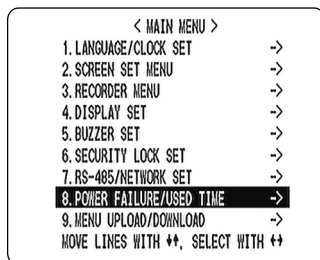 < MAIN MENU >
1. LANGUAGE/CLOCK SET ->
2. SCREEN SET MENU ->
3. RECORDER MENU ->
4. DISPLAY SET ->
5. BUZZER SET ->
6. SECURITY LOCK SET ->
7. RS-485/NETWORK SET ->
8. POWER FAILURE/USED TIME ->
9. MENU UPLOAD/DOWNLOAD ->
MOVE LINES WITH ↓↑, SELECT WITH ←→